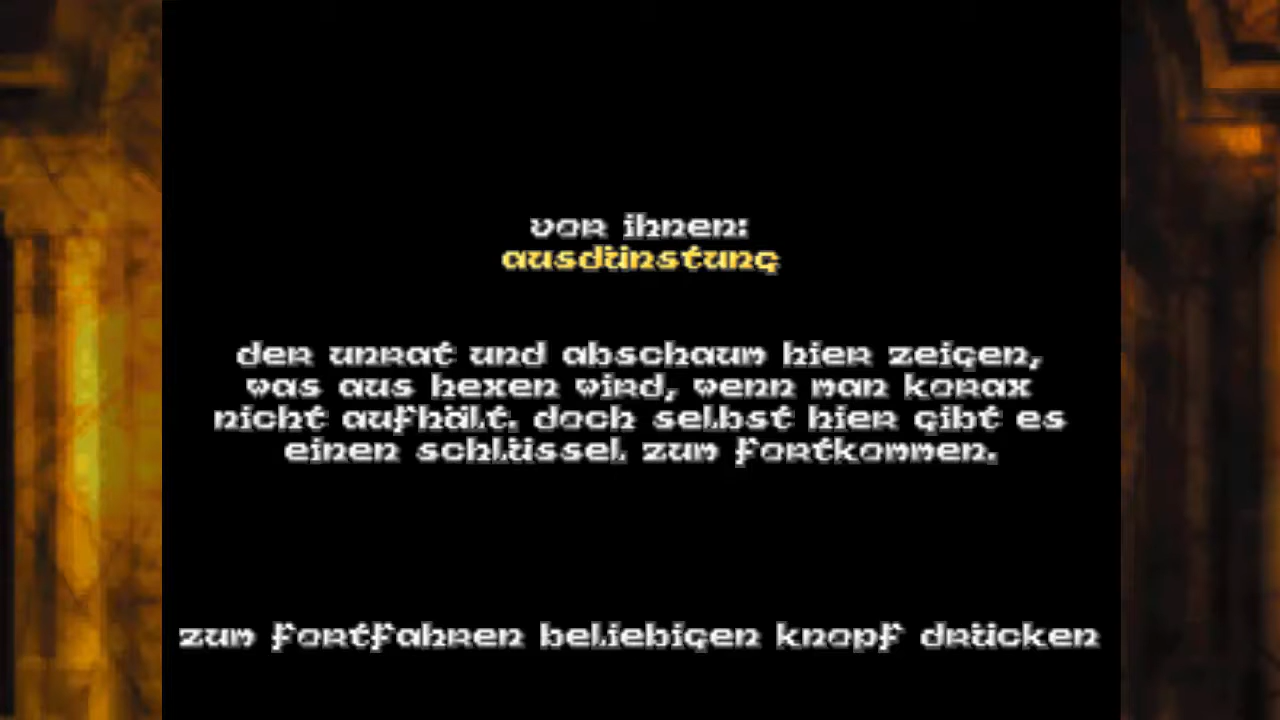 vor ihnen:
ausdünstung
der unrat und abschaum hier zeigen,
was aus hexen wird, wenn man korax
nicht aufhält. doch selbst hier gibt es
einen schlüssel zum fortkommen.
zum fortfahren beliebigen knopf drücken